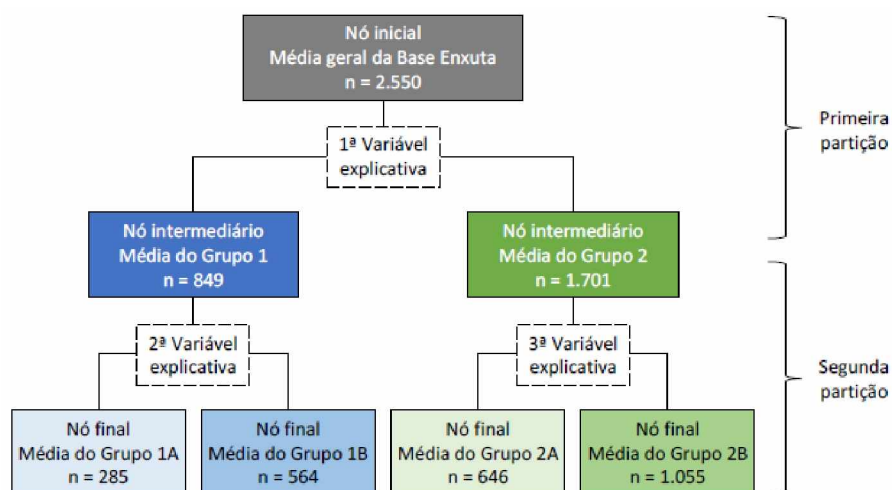 Nó inicial
Média geral da Base Enxuta
n = 2.550
Primeira
partição
1ª Variável
explicativa
Nó intermediário
Média do Grupo 1
n = 849
Nó intermediário
Média do Grupo 2
n = 1.701
2ª Variável
explicativa
3ª Variável
explicativa
Segunda
partição
Nó final
Média do Grupo 1A
n = 285
Nó final
Média do Grupo 1B
n = 564
Nó final
Média do Grupo 2A
n = 646
Nó final
Média do Grupo 2B
n = 1.055